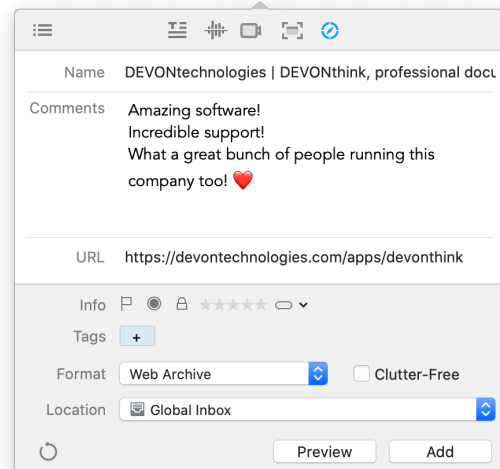 Name DEVONtechnologies | DEVONthink, professional docu
Comments Amazing software!
Incredible support!
What a great bunch of people running this
company too! ❤️
URL https://devontechnologies.com/apps/devonthink
Info
Tags +
Format Web Archive Clutter-Free
Location Global Inbox
Preview Add